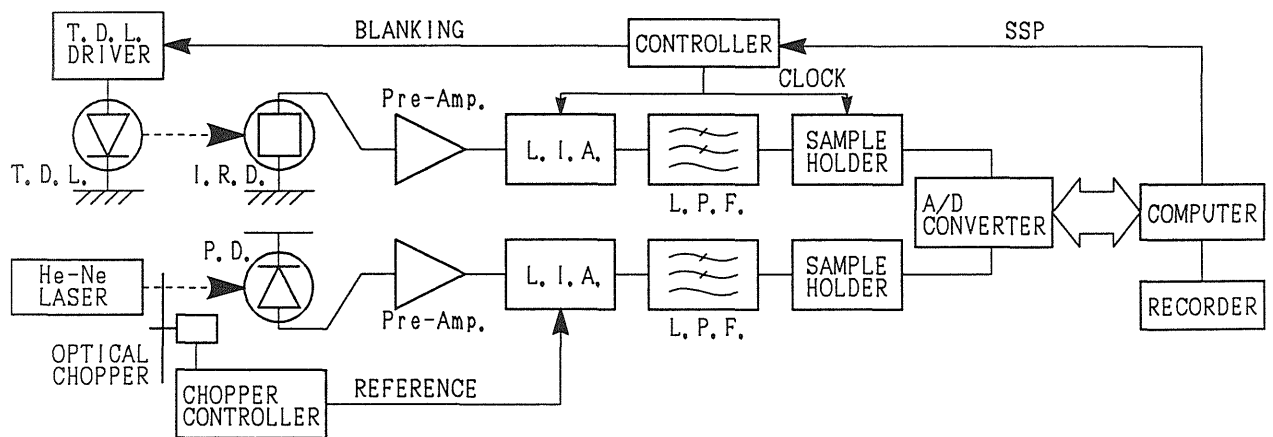 T. D. L.
DRIVER
BLANKING
CONTROLLER
SSP
CLOCK
Pre-Amp.
L. I. A.
SAMPLE
HOLDER
T. D. L.
I. R. D.
L. P. F.
A/D
CONVERTER
COMPUTER
P. D.
He-Ne
LASER
L. I. A.
SAMPLE
HOLDER
RECORDER
Pre-Amp.
L. P. F.
OPTICAL
CHOPPER
CHOPPER
CONTROLLER
REFERENCE